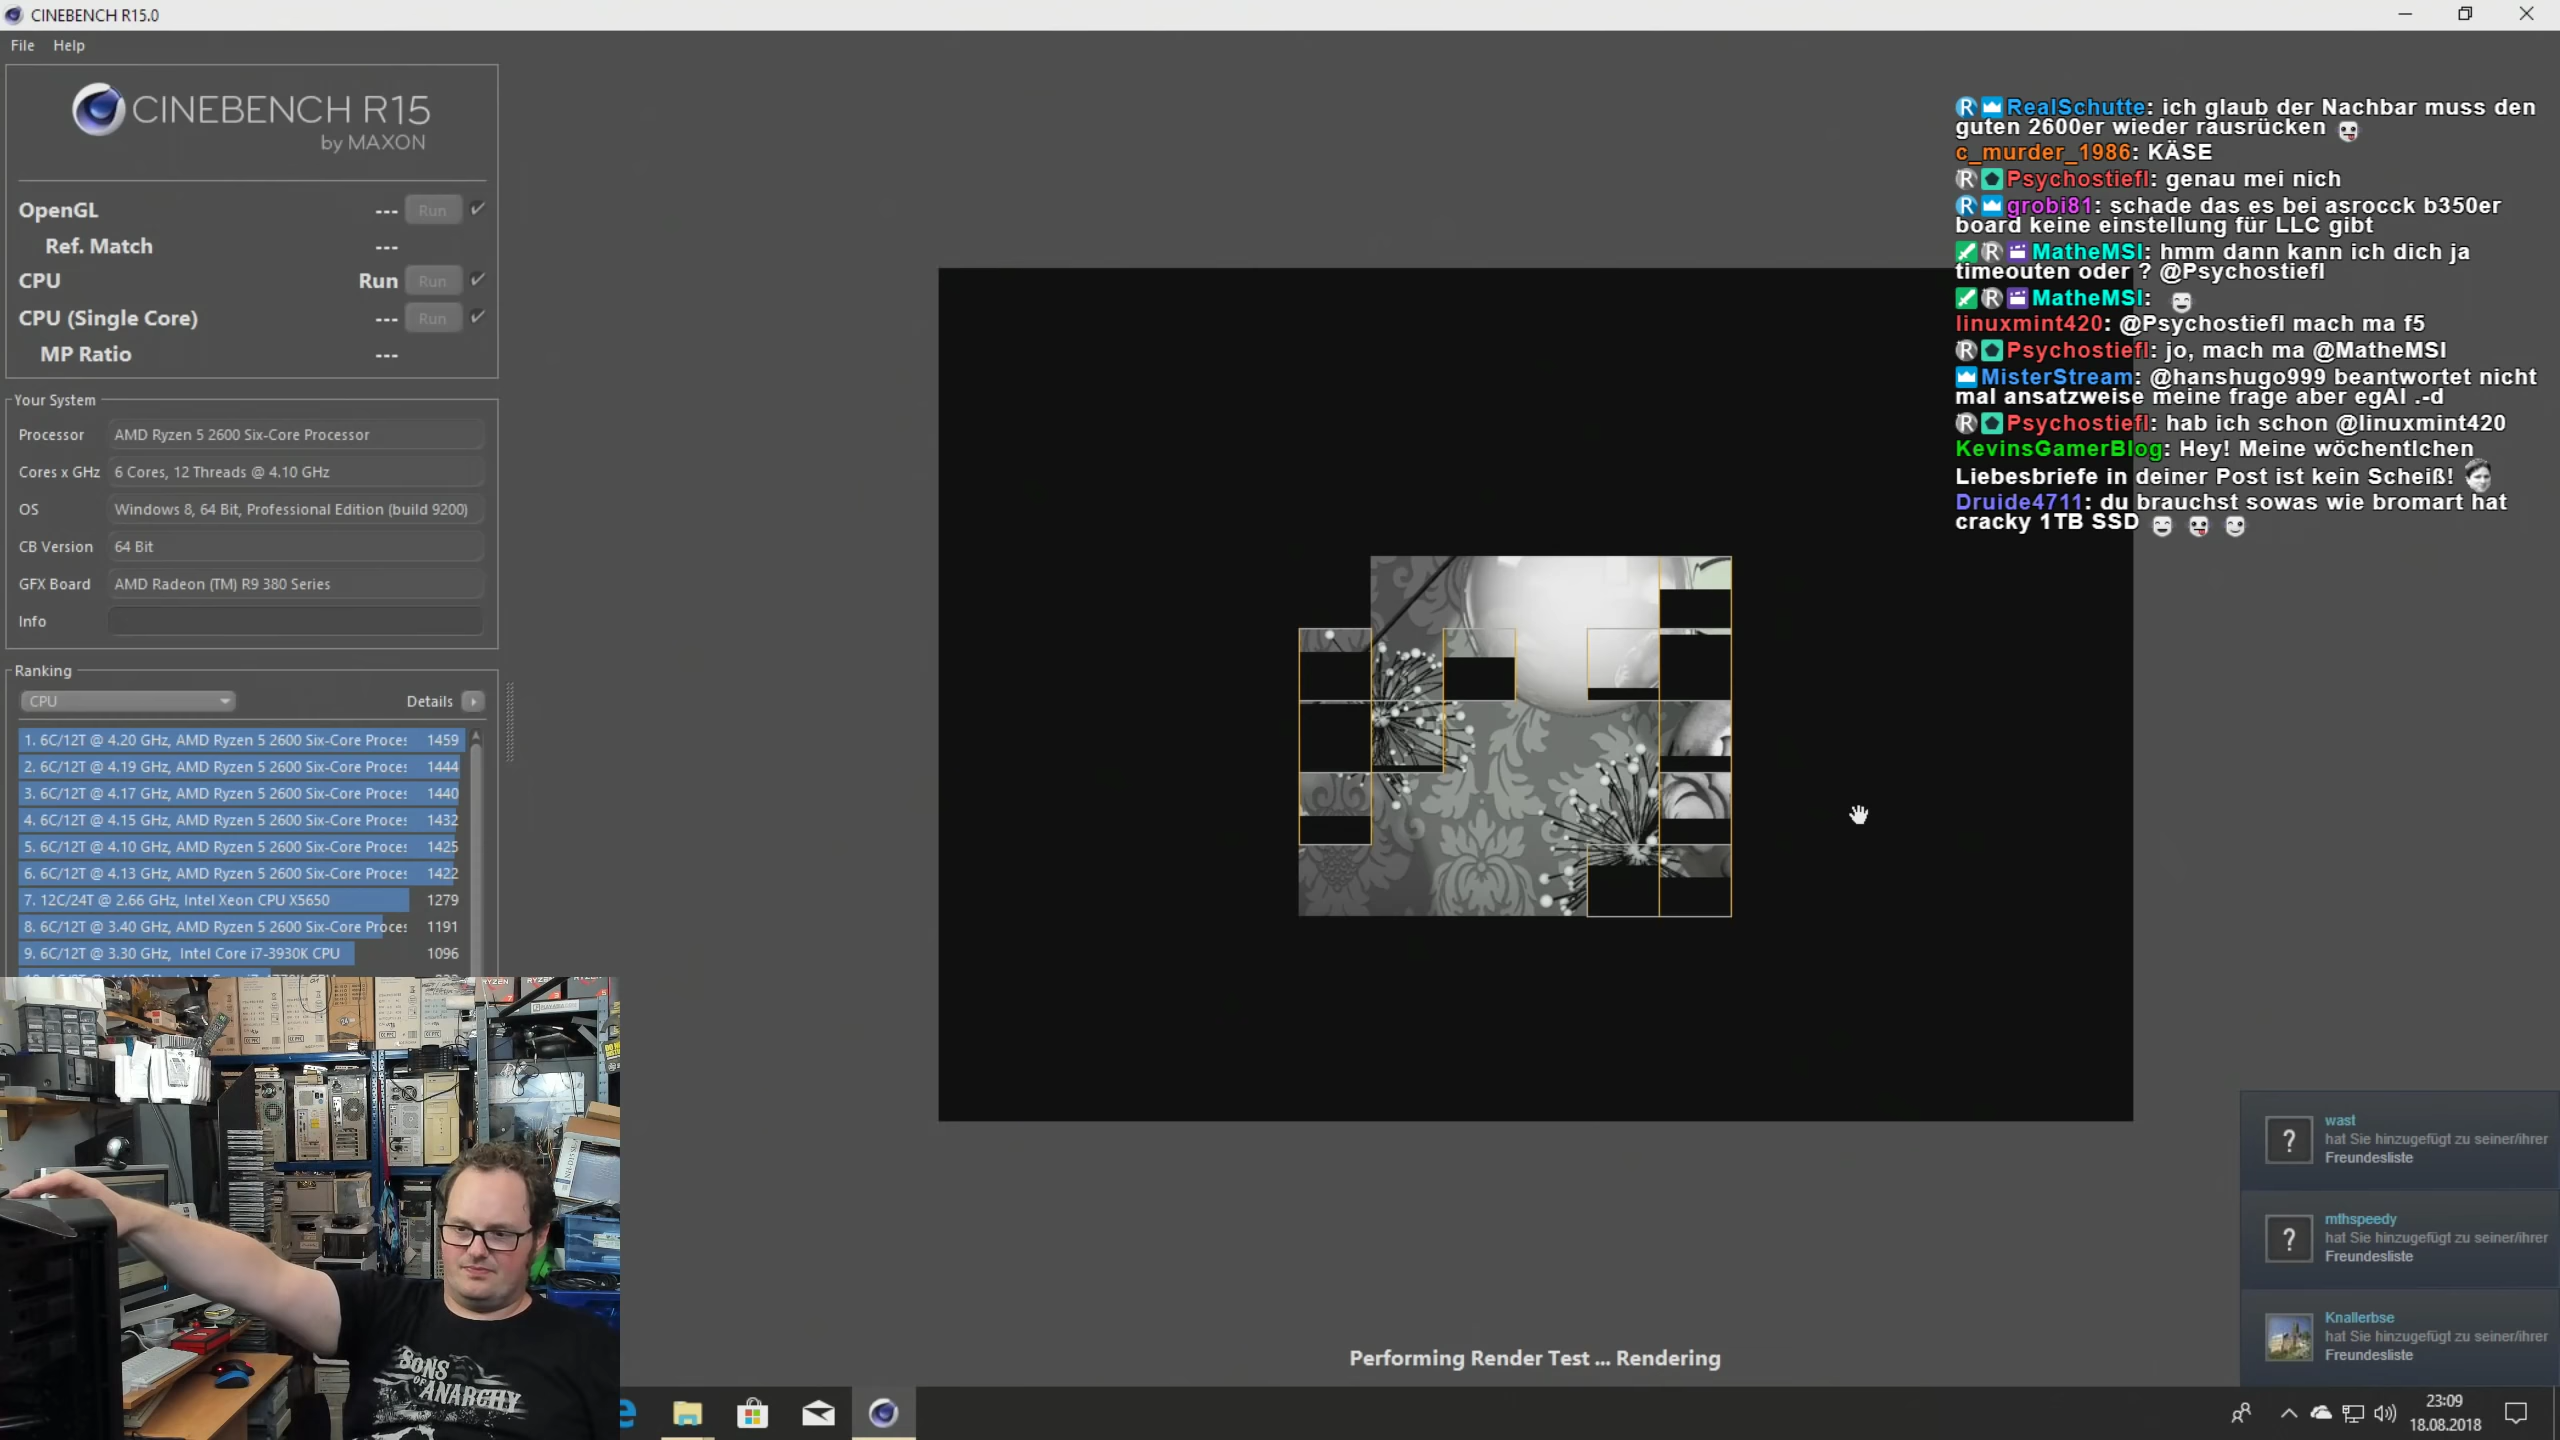 CINEBENCH R15.0
File Help
CINEBENCH R15
by MAXON
OpenGL --- Run
Ref. Match ---
CPU Run Run
CPU (Single Core) --- Run
MP Ratio ---
Your System
Processor AMD Ryzen 5 2600 Six-Core Processor
Cores x GHz 6 Cores, 12 Threads @ 4.10 GHz
OS Windows 8, 64 Bit, Professional Edition (build 9200)
CB Version 64 Bit
GFX Board AMD Radeon (TM) R9 380 Series
Info
Ranking
CPU Details
1. 6C/12T @ 4.20 GHz, AMD Ryzen 5 2600 Six-Core Proces 1459
2. 6C/12T @ 4.19 GHz, AMD Ryzen 5 2600 Six-Core Proces 1444
3. 6C/12T @ 4.17 GHz, AMD Ryzen 5 2600 Six-Core Proces 1440
4. 6C/12T @ 4.15 GHz, AMD Ryzen 5 2600 Six-Core Proces 1432
5. 6C/12T @ 4.10 GHz, AMD Ryzen 5 2600 Six-Core Proces 1425
6. 6C/12T @ 4.13 GHz, AMD Ryzen 5 2600 Six-Core Proces 1422
7. 12C/24T @ 2.66 GHz, Intel Xeon CPU X5650 1279
8. 6C/12T @ 3.40 GHz, AMD Ryzen 5 2600 Six-Core Proces 1191
9. 6C/12T @ 3.30 GHz, Intel Core i7-3930K CPU 1096
RealSchutte: ich glaub der Nachbar muss den
guten 2600er wieder rausrücken
c_murder_1986: KÄSE
Psychostiefl: genau mei nich
grobi81: schade das es bei asrocck b350er
board keine einstellung für LLC gibt
MatheMSI: hmm dann kann ich dich ja
timeouten oder ? @Psychostiefl
MatheMSI:
linuxmint420: @Psychostiefl mach ma f5
Psychostiefl: jo, mach ma @MatheMSI
MisterStream: @hanshugo999 beantwortet nicht
mal ansatzweise meine frage aber egAl .-d
Psychostiefl: hab ich schon @linuxmint420
KevinsGamerBlog: Hey! Meine wöchentlchen
Liebesbriefe in deiner Post ist kein Scheiß!
Druide4711: du brauchst sowas wie bromart hat
cracky 1TB SSD
wast
hat Sie hinzugefügt zu seiner/ihrer
Freundesliste
mthspeedy
hat Sie hinzugefügt zu seiner/ihrer
Freundesliste
Knallerbse
hat Sie hinzugefügt zu seiner/ihrer
Freundesliste
Performing Render Test ... Rendering
SONS
OF
ANARCHY
23:09
18.08.2018